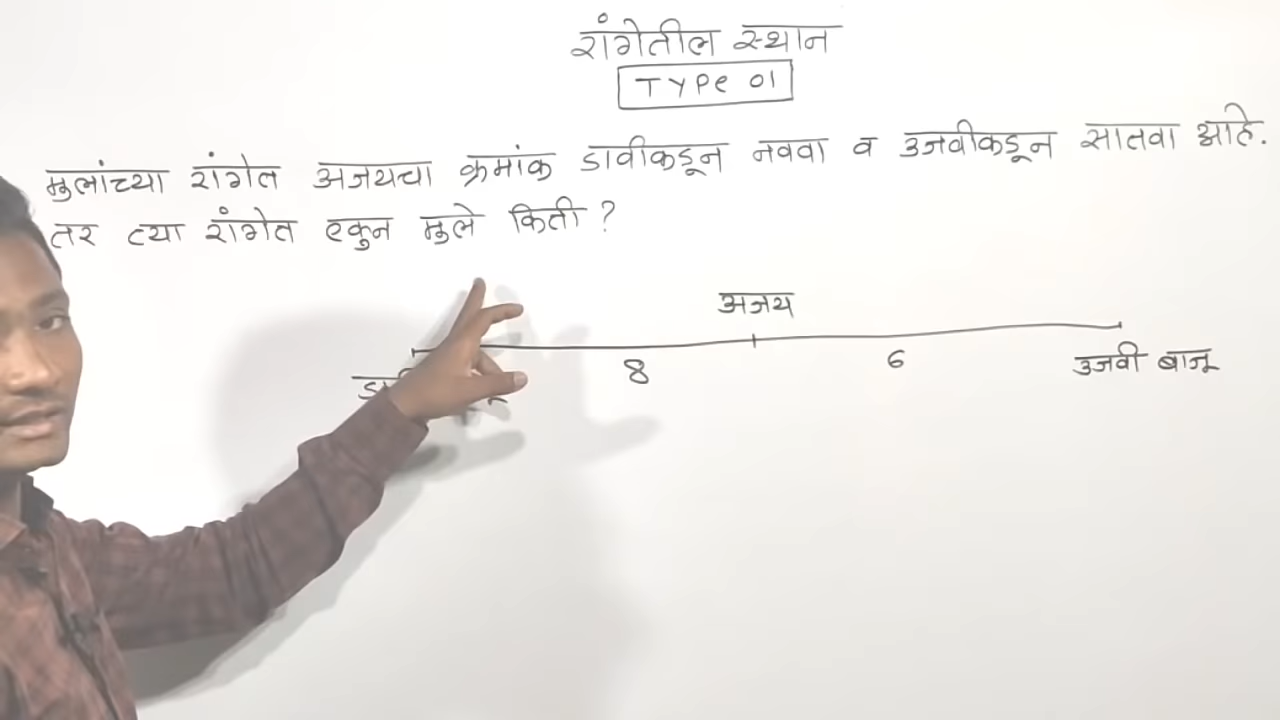 रांगेतील स्थान
TYPE 01
मुलांच्या रांगेत अजयचा क्रमांक डावीकडून नववा व उजवीकडून सातवा आहे.
तर त्या रांगेत एकुन मुले किती ?
अजय
8 6 उजवी बाजू